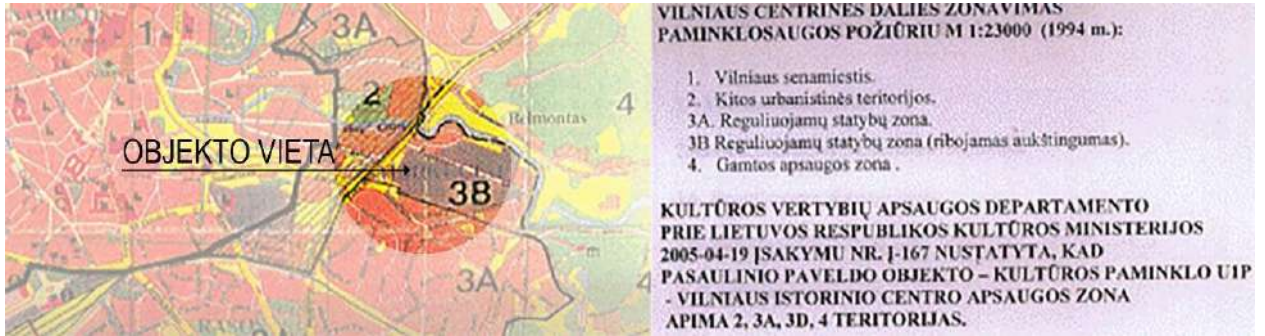 1
3A
2
4
Belmontas
OBJEKTO VIETA
3B
3A
4
3A
VILNIAUS CENTRINĖS DALIES ZONAVIMAS
PAMINKLOSAUGOS POŽIŪRIU M 1:23000 (1994 m.):
1. Vilniaus senamiestis.
2. Kitos urbanistinės teritorijos.
3A. Reguliuojamų statybų zona.
3B Reguliuojamų statybų zona (ribojamas aukštingumas).
4. Gamtos apsaugos zona .
KULTŪROS VERTYBIŲ APSAUGOS DEPARTAMENTO
PRIE LIETUVOS RESPUBLIKOS KULTŪROS MINISTERIJOS
2005-04-19 ĮSAKYMU NR. Į-167 NUSTATYTA, KAD
PASAULINIO PAVELDO OBJEKTO – KULTŪROS PAMINKLO U1P
- VILNIAUS ISTORINIO CENTRO APSAUGOS ZONA
APIMA 2, 3A, 3D, 4 TERITORIJAS.